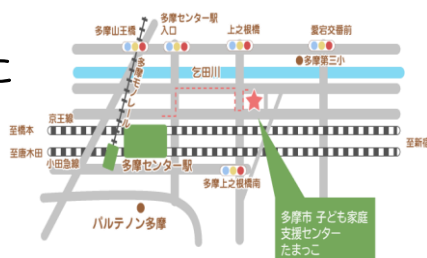 多摩山王橋
多摩センター駅
入口
上之根橋
愛宕交番前
多摩第三小
乞田川
多摩モノレール
京王線
至橋本
至新宿
至唐木田
小田急線
多摩センター駅
多摩上之根橋南
パルテノン多摩
多摩市 子ども家庭
支援センター
たまっこ